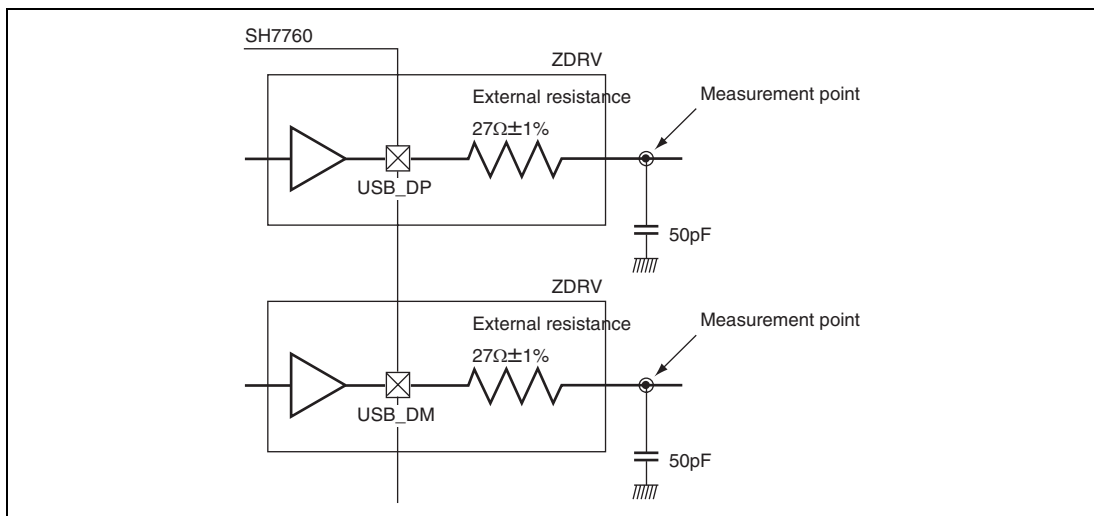 SH7760
ZDRV
External resistance
Measurement point
27Ω±1%
USB_DP
50pF
ZDRV
External resistance
Measurement point
27Ω±1%
USB_DM
50pF